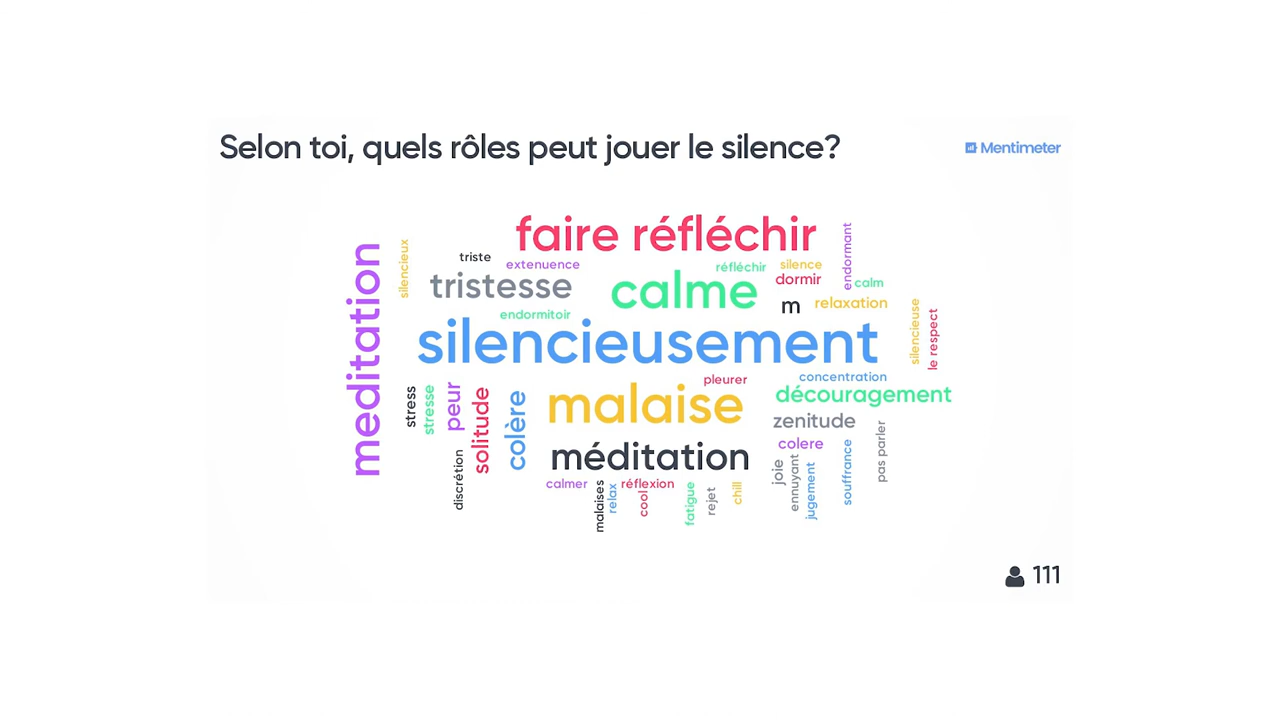 Selon toi, quels rôles peut jouer le silence?
Mentimeter
faire réfléchir
meditation
silencieux
triste
extenuence
réfléchir
silence
endormant
tristesse
calme
dormir
calm
m
relaxation
endormitoir
silencieusement
silencieuse
le respect
pleurer
concentration
stress
stresse
peur
solitude
colère
malaise
découragement
zenitude
méditation
colere
discrétion
calmer
malaises
relax
réflexion
cool
fatigue
rejet
chill
joie
ennuyant
jugement
souffrance
pas parler
111